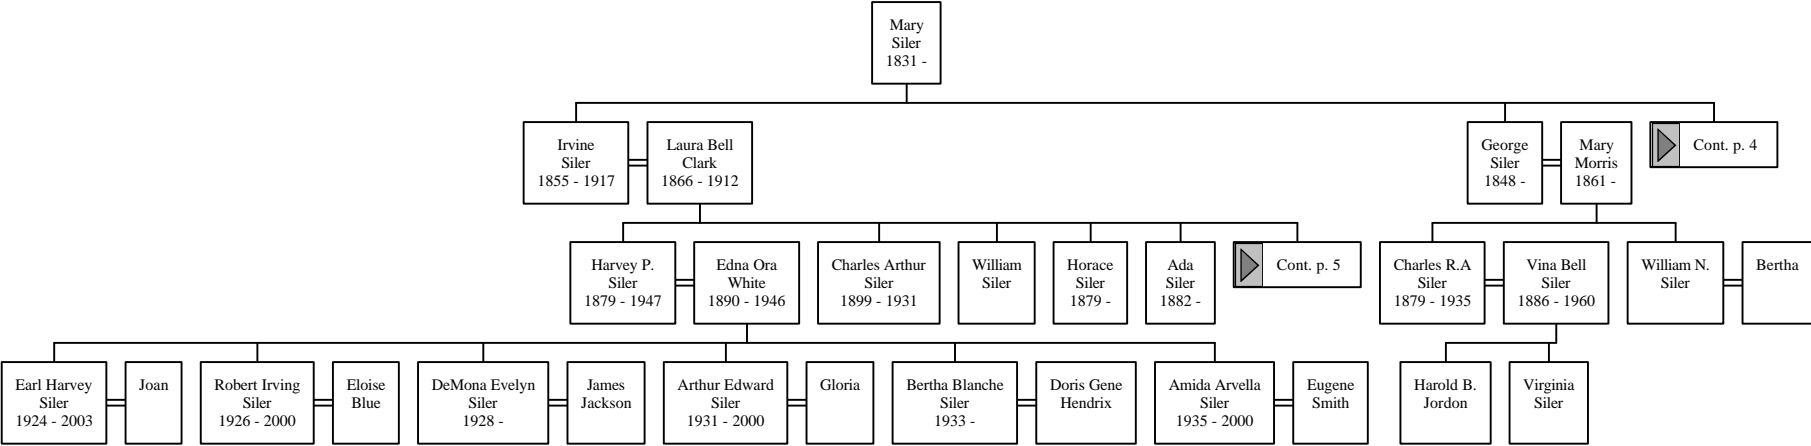 Mary
Siler
1831 -
Irvine
Siler
1855 - 1917
Laura Bell
Clark
1866 - 1912
George
Siler
1848 -
Mary
Morris
1861 -
Cont. p. 4
Harvey P.
Siler
1879 - 1947
Edna Ora
White
1890 - 1946
Charles Arthur
Siler
1899 - 1931
William
Siler
Horace
Siler
1879 -
Ada
Siler
1882 -
Cont. p. 5
Charles R.A
Siler
1879 - 1935
Vina Bell
Siler
1886 - 1960
William N.
Siler
Bertha
Earl Harvey
Siler
1924 - 2003
Joan
Robert Irving
Siler
1926 - 2000
Eloise
Blue
DeMona Evelyn
Siler
1928 -
James
Jackson
Arthur Edward
Siler
1931 - 2000
Gloria
Bertha Blanche
Siler
1933 -
Doris Gene
Hendrix
Amida Arvella
Siler
1935 - 2000
Eugene
Smith
Harold B.
Jordon
Virginia
Siler